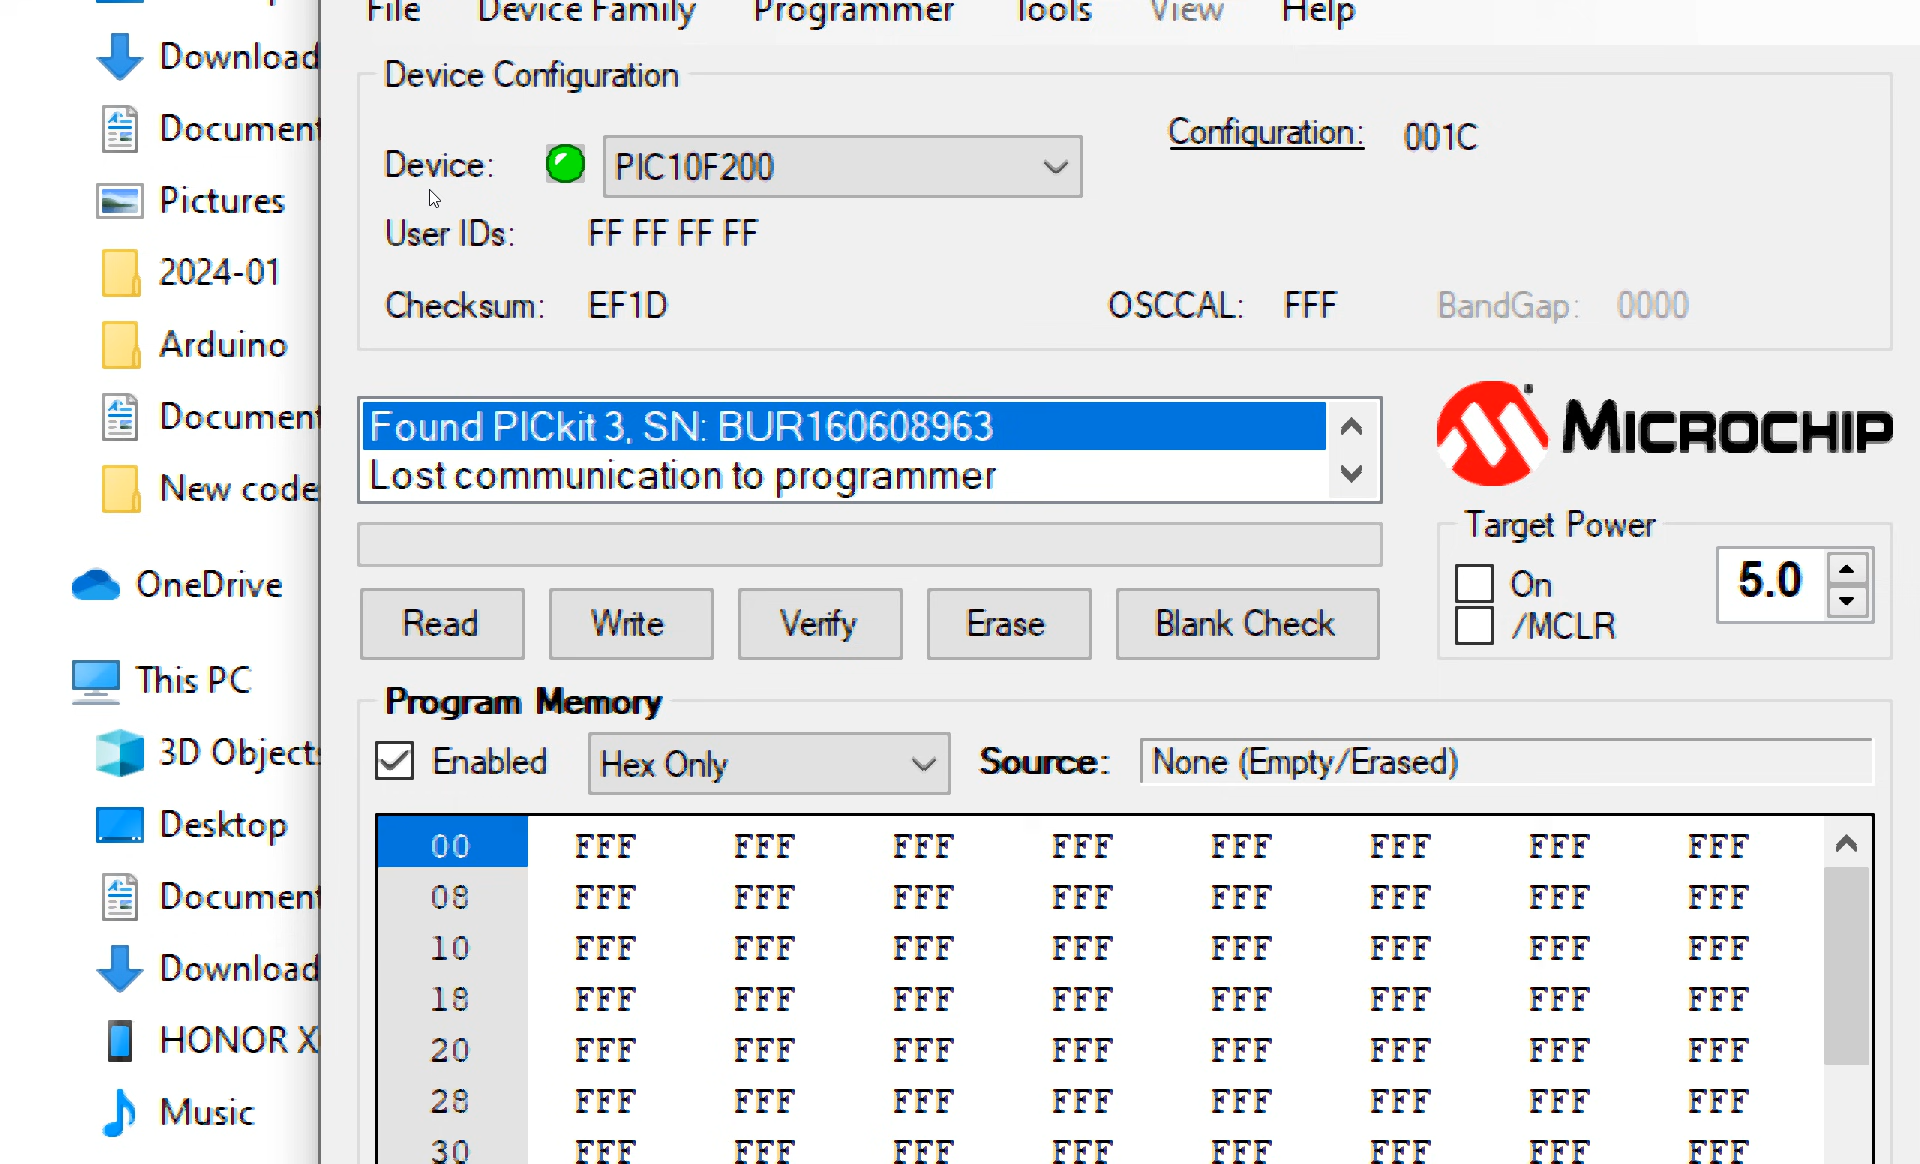 Download
Document
Pictures
2024-01
Arduino
Document
New code
OneDrive
This PC
3D Objects
Desktop
Document
Download
HONOR X
Music
File Device Family Programmer Tools View Help
Device Configuration
Device: PIC10F200 Configuration: 001C
User IDs: FF FF FF FF
Checksum: EF1D OSCCAL: FFF BandGap: 0000
Found PICkit 3, SN: BUR160608963
Lost communication to programmer
MICROCHIP
Read Write Verify Erase Blank Check
Target Power
On
/MCLR
5.0
Program Memory
Enabled Hex Only Source: None (Empty/Erased)
00 FFF FFF FFF FFF FFF FFF FFF FFF
08 FFF FFF FFF FFF FFF FFF FFF FFF
10 FFF FFF FFF FFF FFF FFF FFF FFF
18 FFF FFF FFF FFF FFF FFF FFF FFF
20 FFF FFF FFF FFF FFF FFF FFF FFF
28 FFF FFF FFF FFF FFF FFF FFF FFF
30 FFF FFF FFF FFF FFF FFF FFF FFF